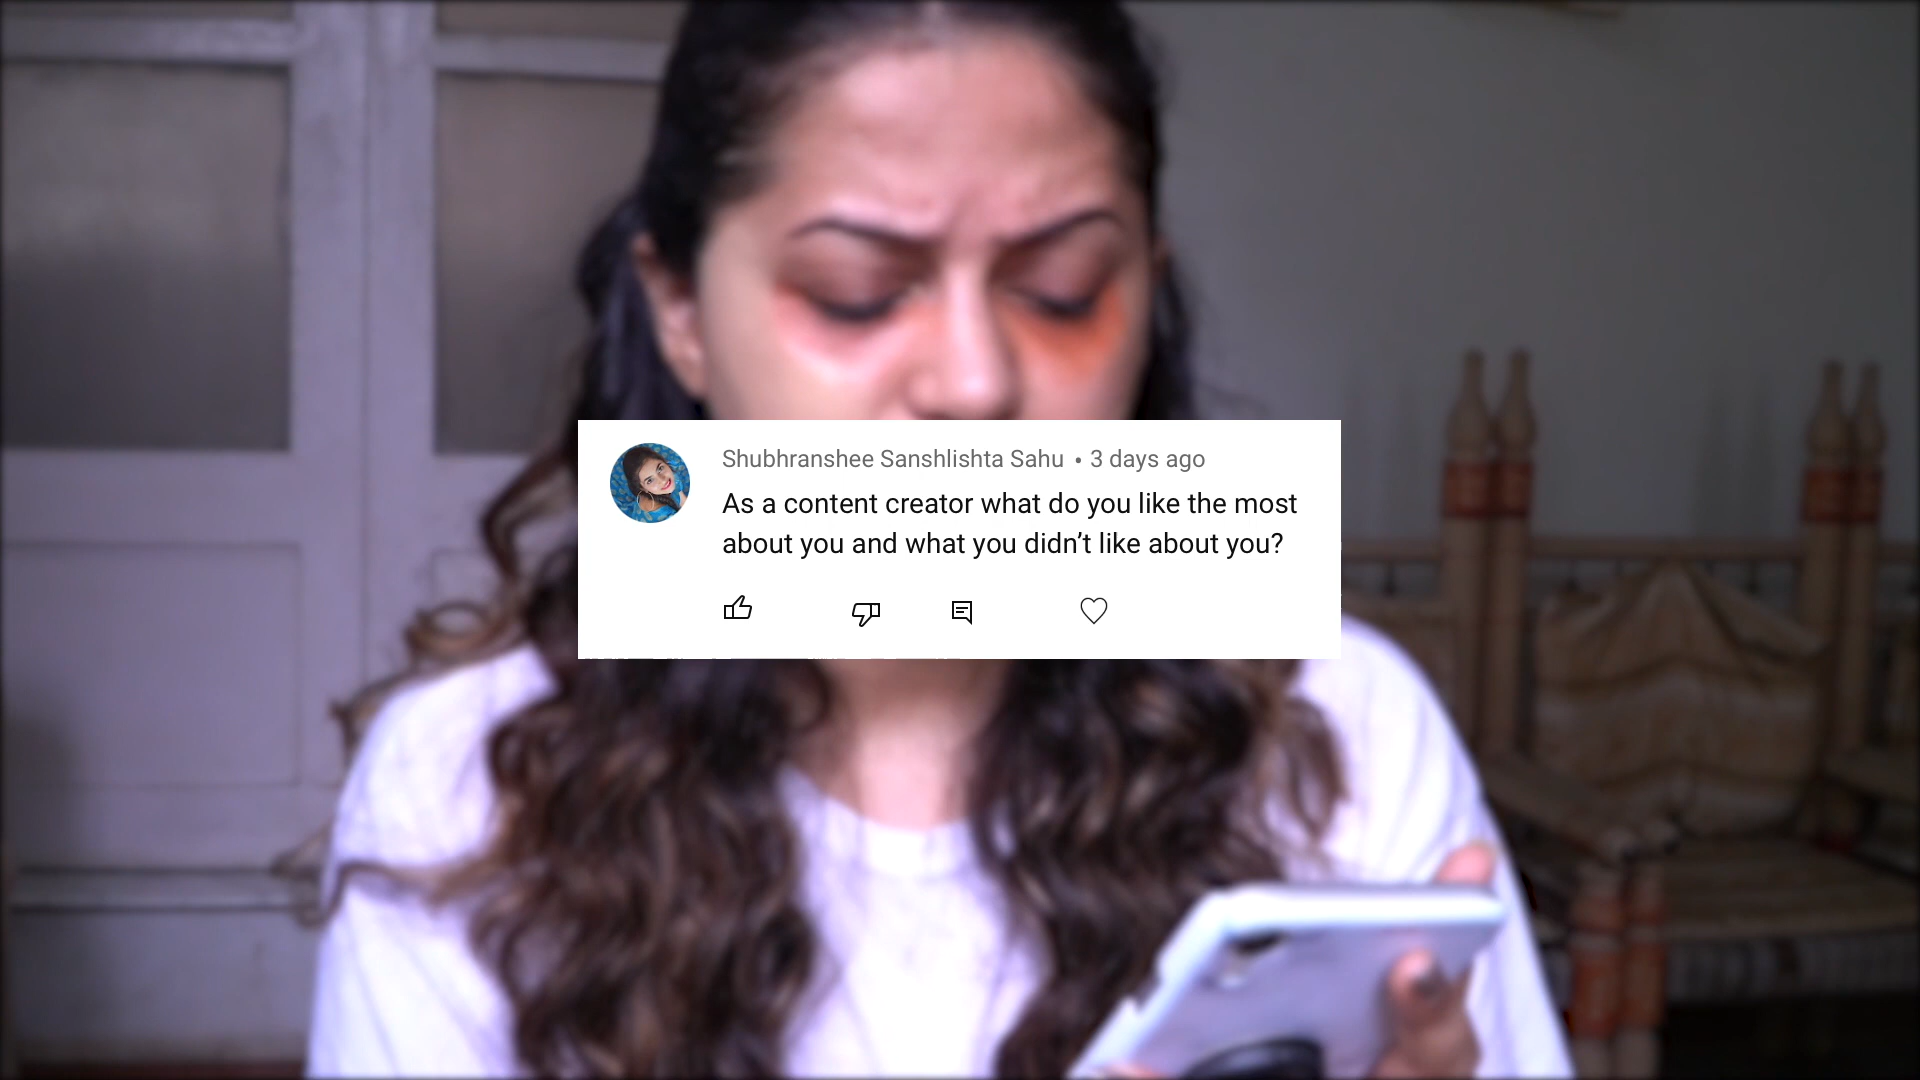 Shubhranshee Sanshlishta Sahu • 3 days ago
As a content creator what do you like the most
about you and what you didn’t like about you?